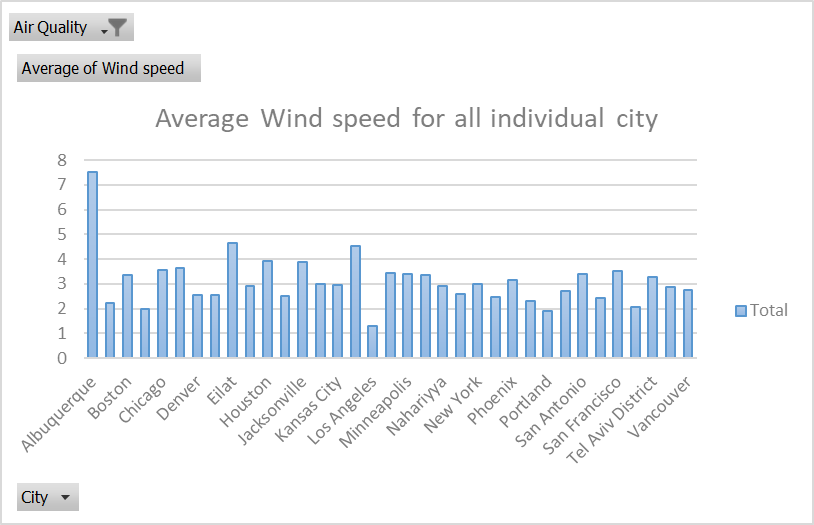 Air Quality
Average of Wind speed
Average Wind speed for all individual city
8
7
6
5
4
3
2
1
0
Albuquerque
Boston
Chicago
Denver
Eilat
Houston
Jacksonville
Kansas City
Los Angeles
Minneapolis
Nahariyya
New York
Phoenix
Portland
San Antonio
San Francisco
Tel Aviv District
Vancouver
Total
City